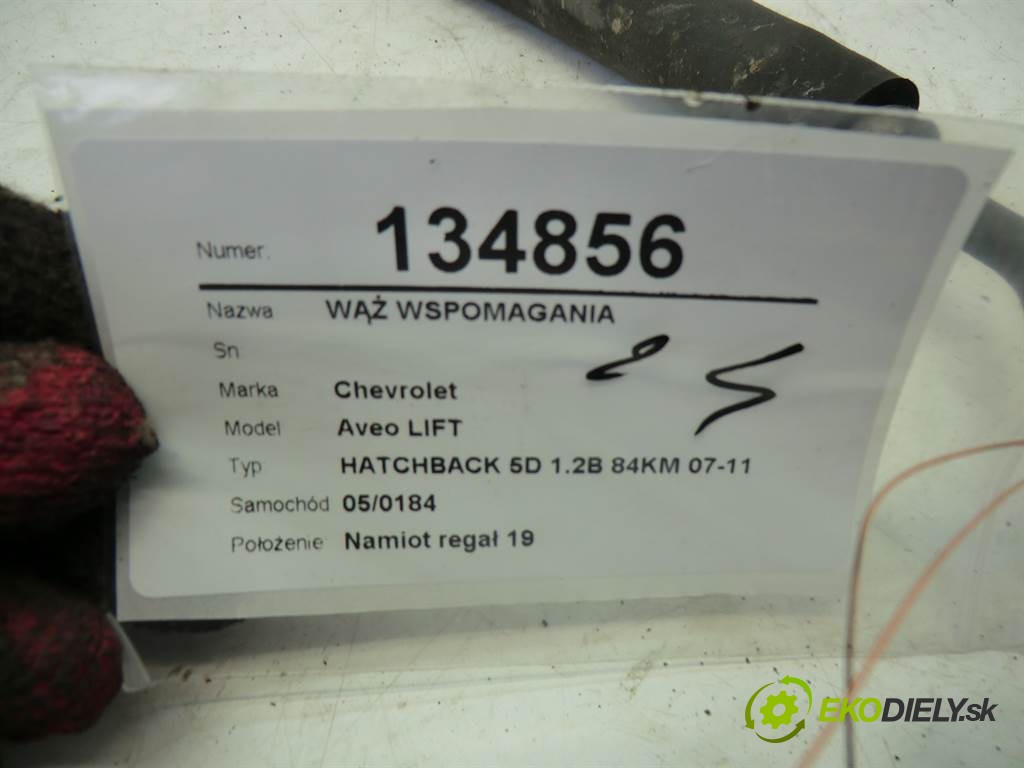 Numer. 134856
Nazwa WĄŻ WSPOMAGANIA
Sn
Marka Chevrolet
Model Aveo LIFT
Typ HATCHBACK 5D 1.2B 84KM 07-11
Samochód 05/0184
Położenie Namiot regał 19
EKODIELY.sk